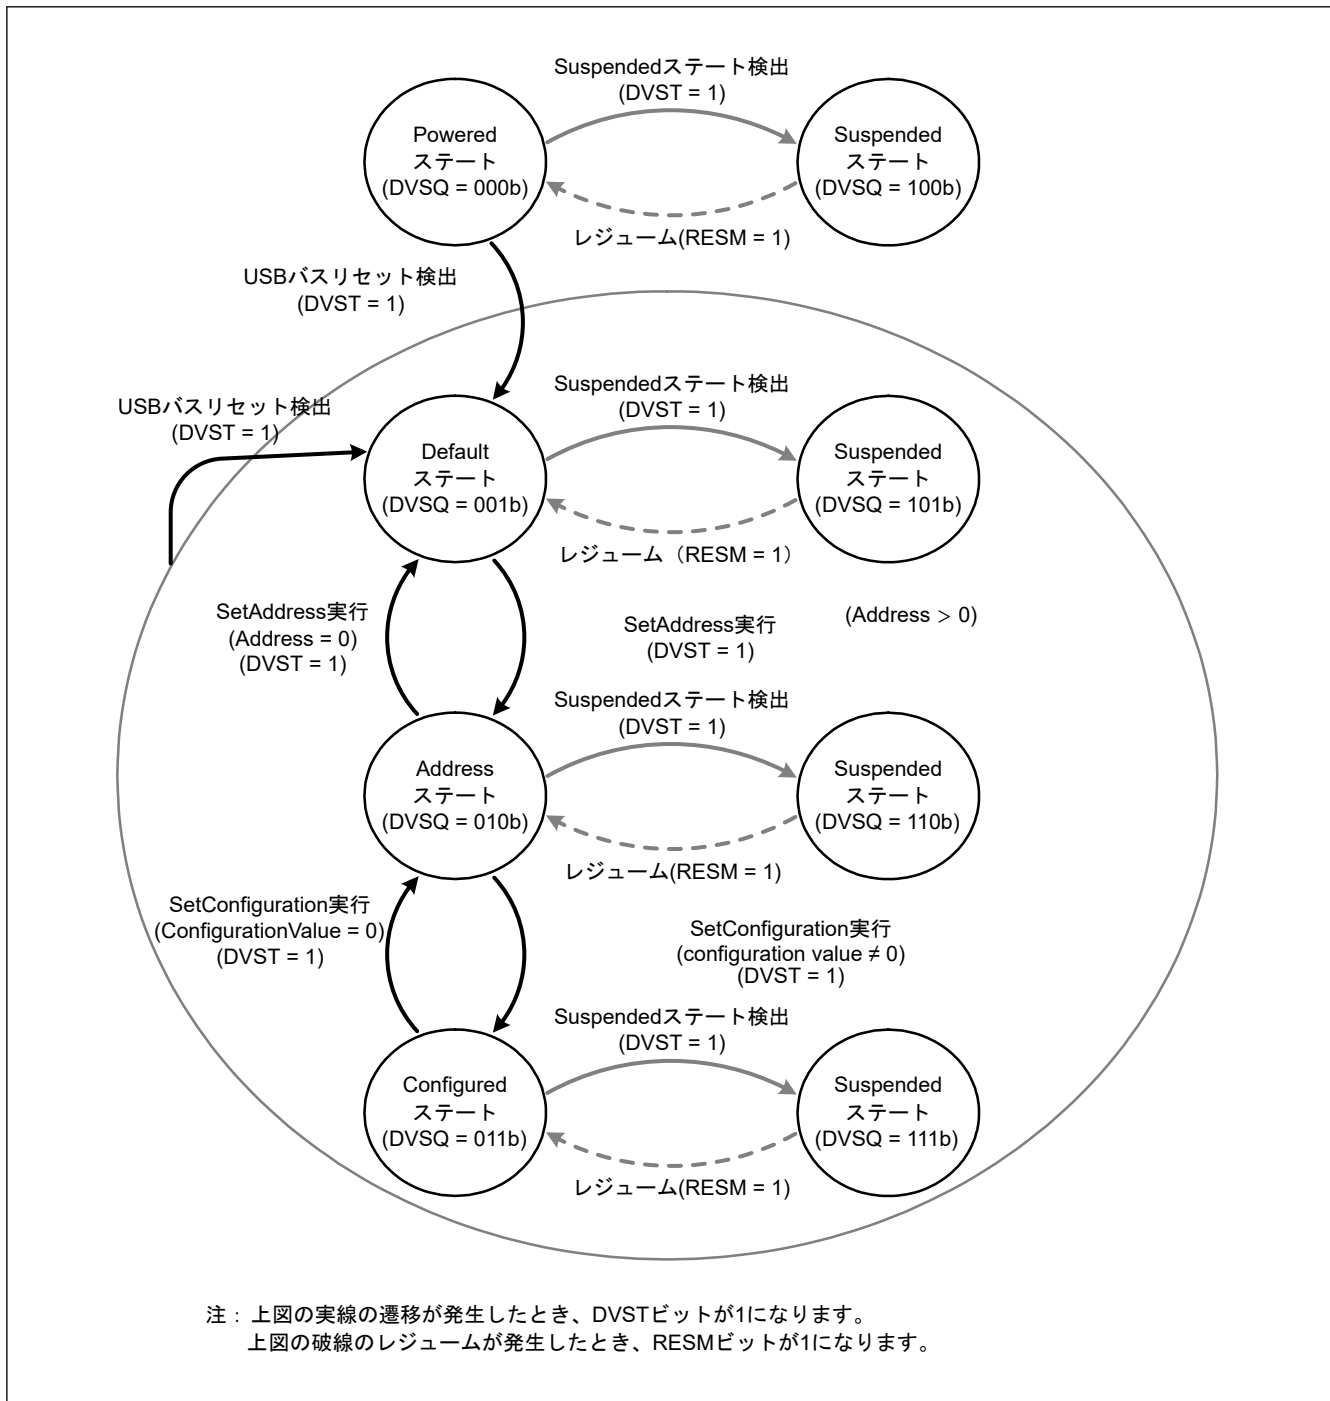 Suspendedステート検出
(DVST = 1)
Powered
ステート
(DVSQ = 000b)
Suspended
ステート
(DVSQ = 100b)
レジューム(RESM = 1)
USBバスリセット検出
(DVST = 1)
Suspendedステート検出
(DVST = 1)
USBバスリセット検出
(DVST = 1)
Default
ステート
(DVSQ = 001b)
Suspended
ステート
(DVSQ = 101b)
レジューム（RESM = 1）
SetAddress実行
(Address = 0)
(DVST = 1)
SetAddress実行
(DVST = 1)
(Address > 0)
Suspendedステート検出
(DVST = 1)
Address
ステート
(DVSQ = 010b)
Suspended
ステート
(DVSQ = 110b)
レジューム(RESM = 1)
SetConfiguration実行
(ConfigurationValue = 0)
(DVST = 1)
SetConfiguration実行
(configuration value ≠ 0)
(DVST = 1)
Suspendedステート検出
(DVST = 1)
Configured
ステート
(DVSQ = 011b)
Suspended
ステート
(DVSQ = 111b)
レジューム(RESM = 1)
注：上図の実線の遷移が発生したとき、DVSTビットが1になります。
上図の破線のレジュームが発生したとき、RESMビットが1になります。